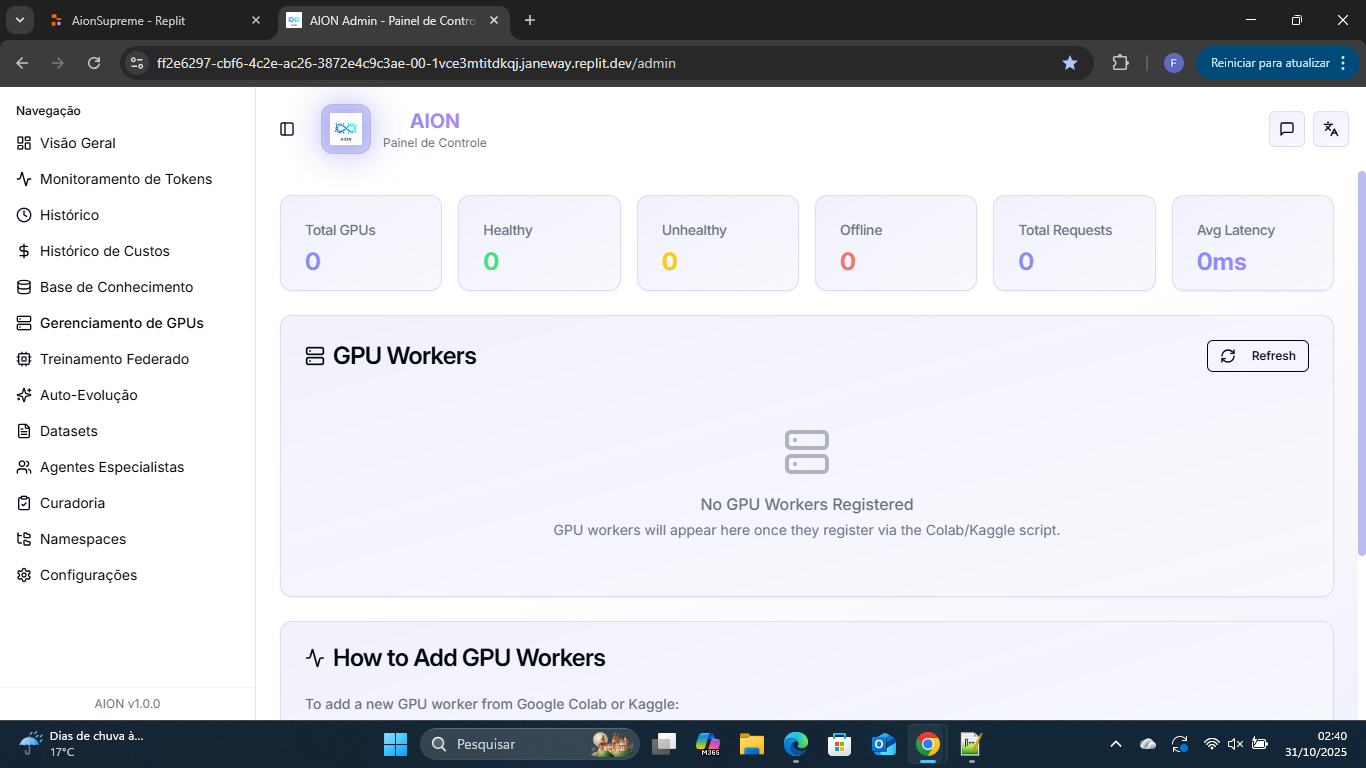 AionSupreme - Replit
AION Admin - Painel de Contro
ff2e6297-cbf6-4c2e-ac26-3872e4c9c3ae-00-1vce3mtitdkqj.janeway.replit.dev/admin
F
Reiniciar para atualizar
Navegação
Visão Geral
Monitoramento de Tokens
Histórico
Histórico de Custos
Base de Conhecimento
Gerenciamento de GPUs
Treinamento Federado
Auto-Evolução
Datasets
Agentes Especialistas
Curadoria
Namespaces
Configurações
AION v1.0.0
AION
AION
Painel de Controle
Total GPUs
0
Healthy
0
Unhealthy
0
Offline
0
Total Requests
0
Avg Latency
0ms
GPU Workers
Refresh
No GPU Workers Registered
GPU workers will appear here once they register via the Colab/Kaggle script.
How to Add GPU Workers
To add a new GPU worker from Google Colab or Kaggle:
Dias de chuva à...
17°C
Pesquisar
M365
02:40
31/10/2025